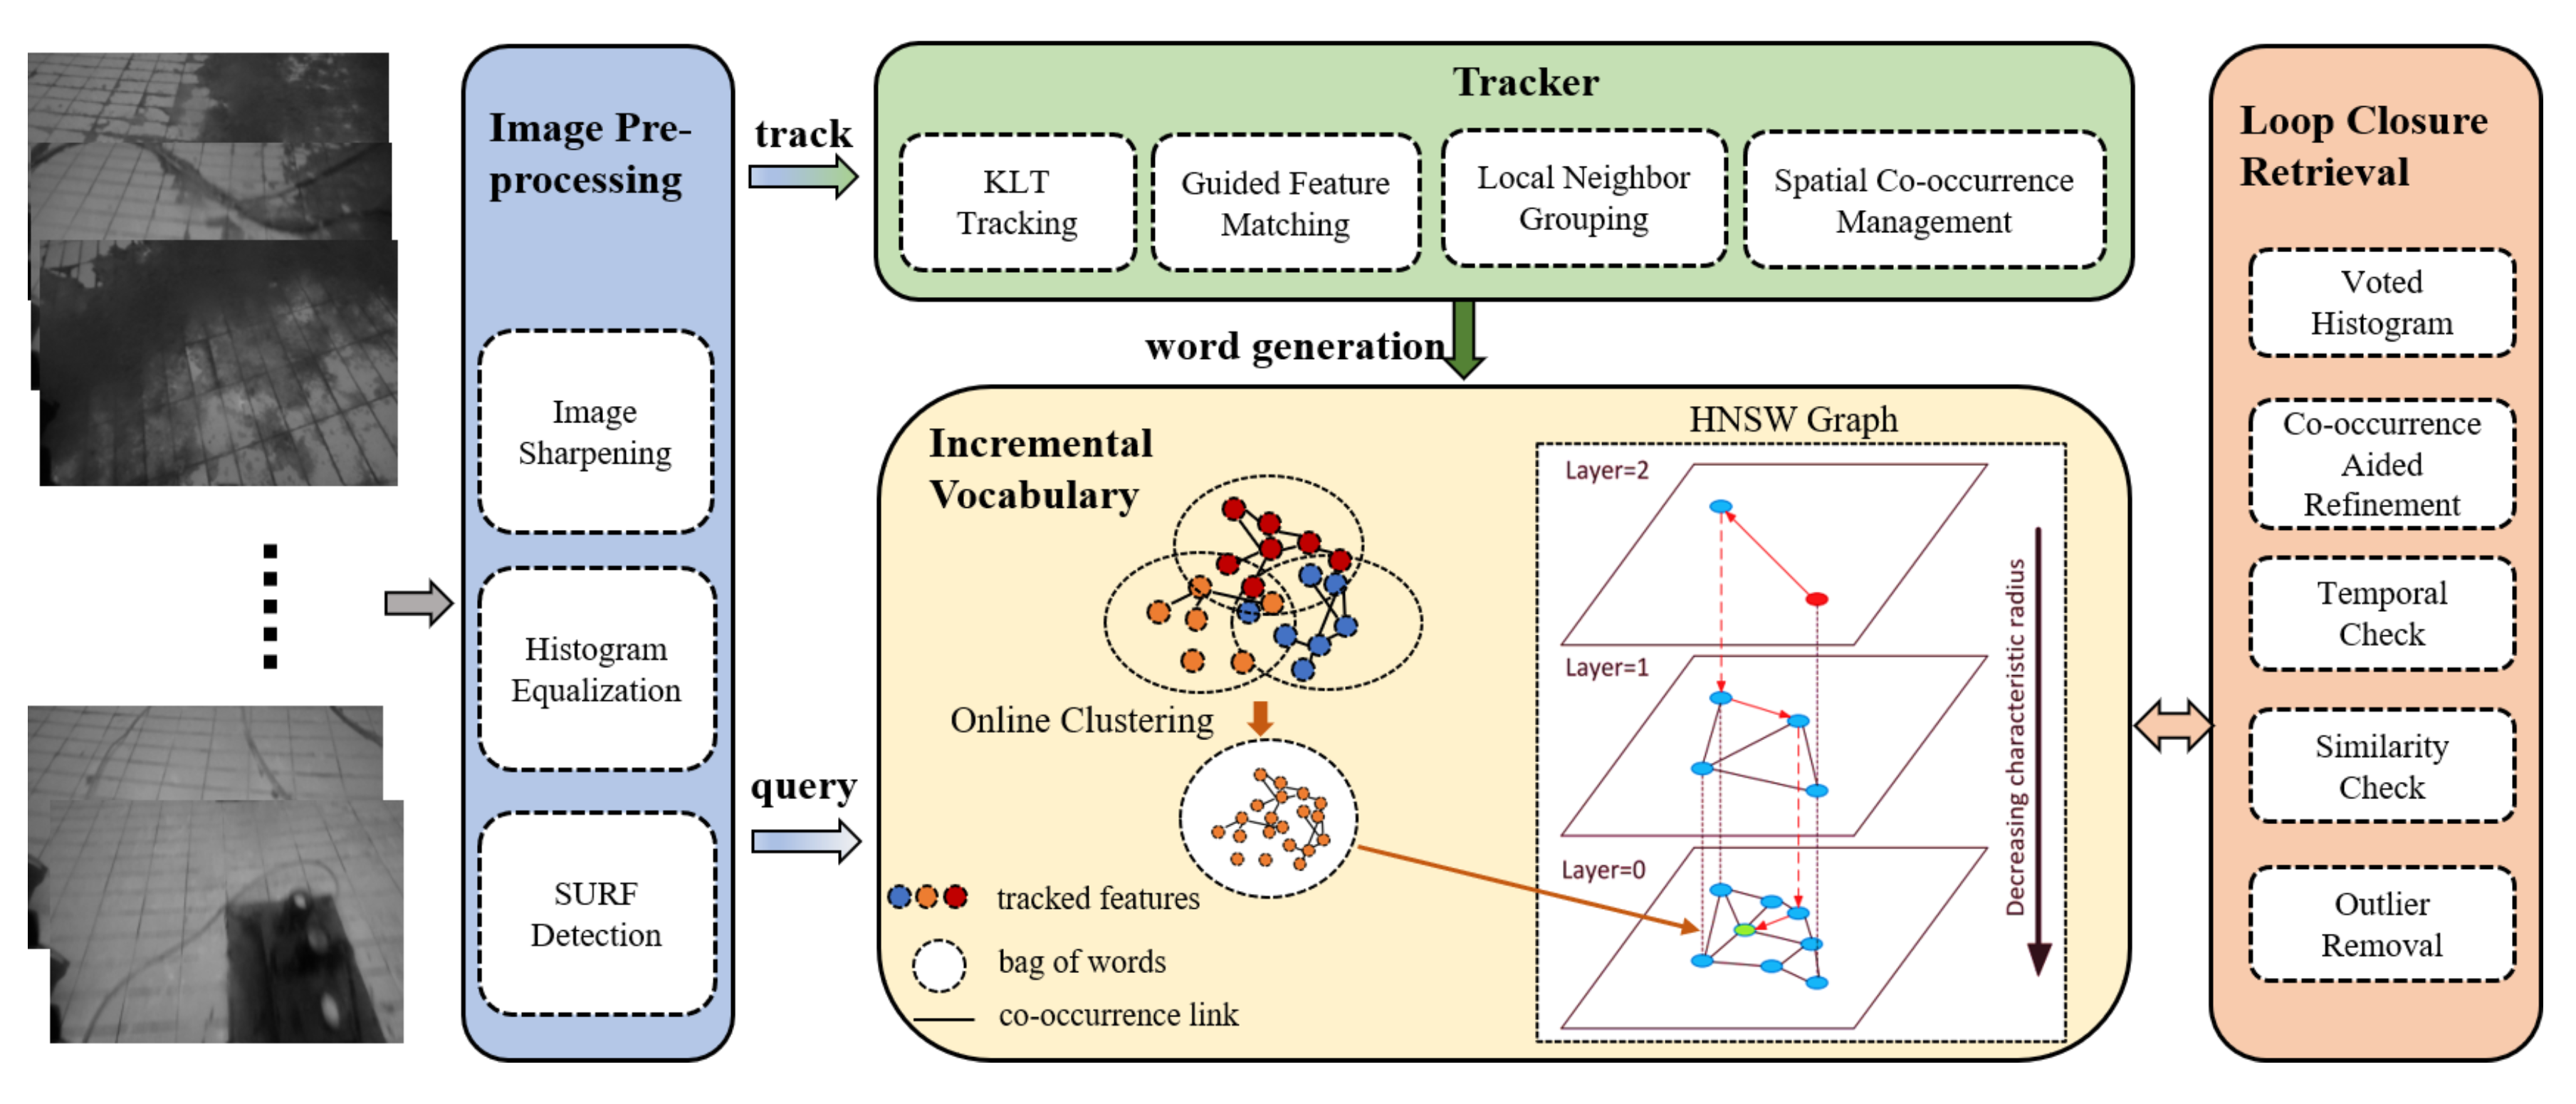 Image Pre-
processing
Image
Sharpening
Histogram
Equalization
SURF
Detection
track
query
Tracker
KLT
Tracking
Guided Feature
Matching
Local Neighbor
Grouping
Spatial Co-occurrence
Management
word generation
Incremental
Vocabulary
Online Clustering
tracked features
bag of words
co-occurrence link
HNSW Graph
Layer=2
Layer=1
Layer=0
Decreasing characteristic radius
Loop Closure
Retrieval
Voted
Histogram
Co-occurrence
Aided
Refinement
Temporal
Check
Similarity
Check
Outlier
Removal